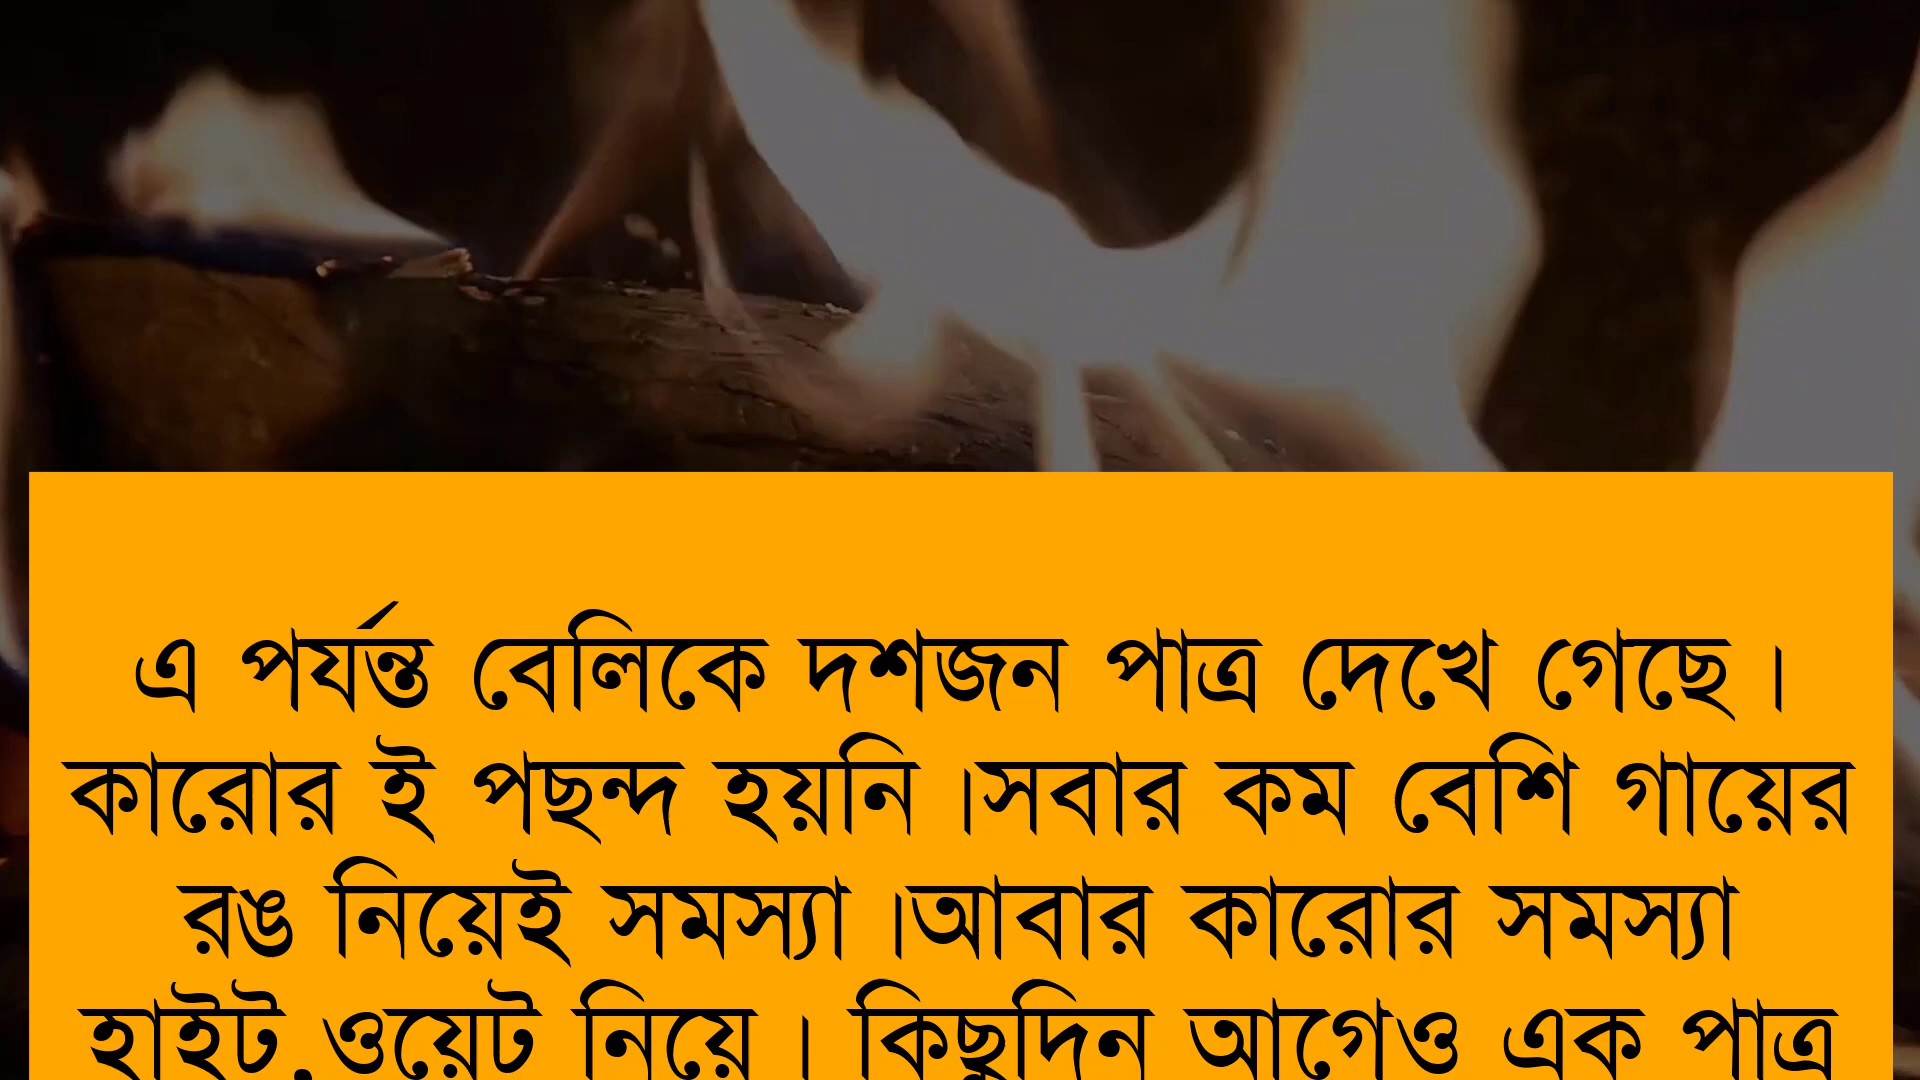 এ পর্যন্ত বেলিকে দশজন পাত্র দেখে গেছে ।
কারোর ই পছন্দ হয়নি ।সবার কম বেশি গায়ের
রঙ নিয়েই সমস্যা ।আবার কারোর সমস্যা
হাইট,ওয়েট নিয়ে । কিছুদিন আগেও এক পাত্র